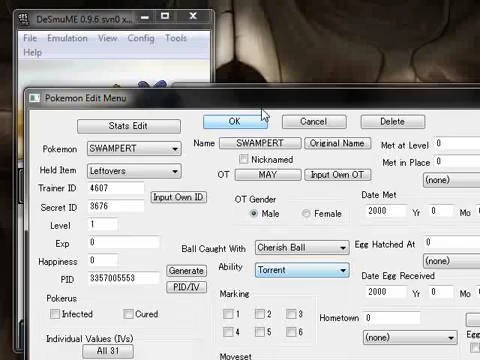 DeSmuME 0.9.6 svn0 x...
File Emulation View Config Tools
Help
Pokemon Edit Menu
Stats Edit
OK
Cancel
Delete
Pokemon SWAMPERT
Name SWAMPERT Original Name
Met at Level 0
Nicknamed
Met in Place 0
Held Item Leftovers
OT MAY Input Own OT
(none)
Trainer ID 4607
Input Own ID
Secret ID 3676
OT Gender
Male Female
Date Met
2000 Yr 0 Mo 0
Level 1
Exp 0
Ball Caught With Cherish Ball
Egg Hatched At 0
Happiness 0
(none)
PID 3357005553 Generate
PID/IV
Ability Torrent
Date Egg Received
2000 Yr 0 Mo 0
Pokerus
Infected Cured
Marking
1 2 3
4 5 6
Hometown 0
(none)
Egg
Individual Values (IVs)
All 31
Moveset